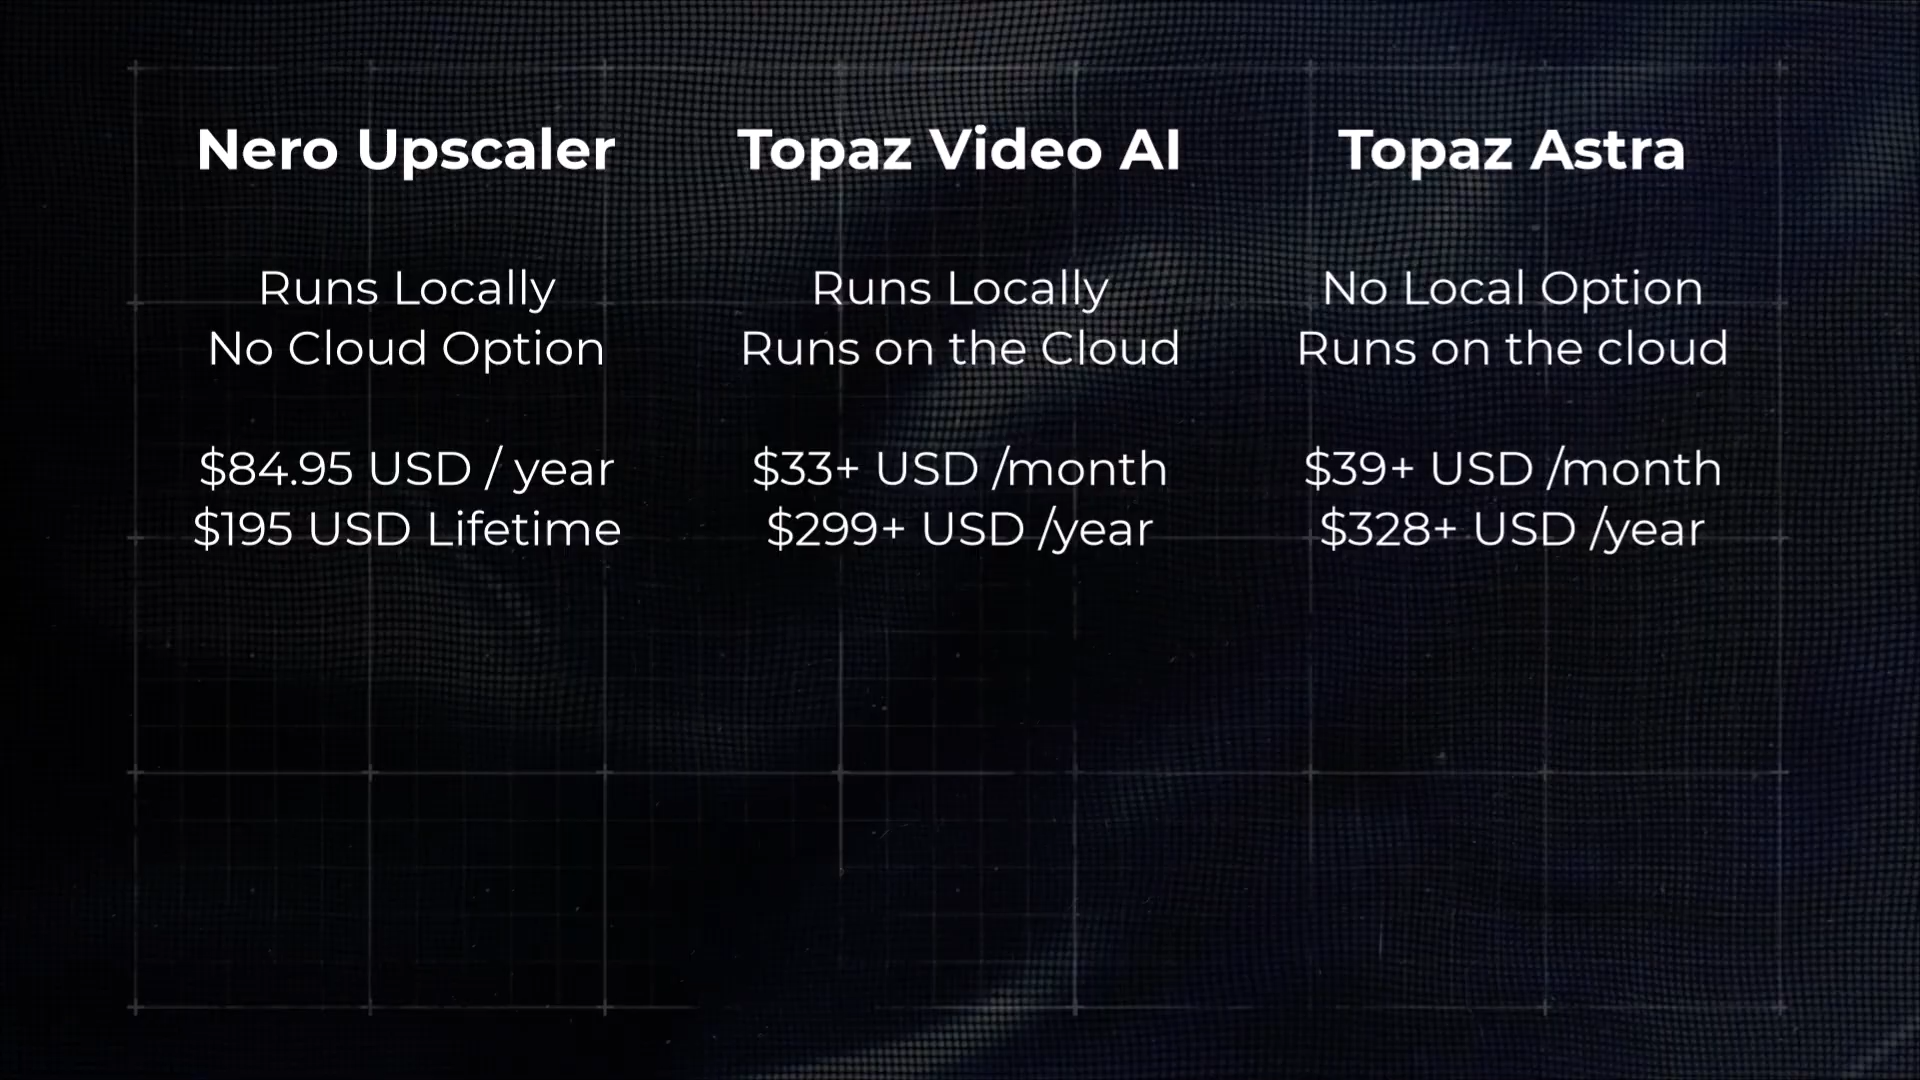 Nero Upscaler
Runs Locally
No Cloud Option
$84.95 USD / year
$195 USD Lifetime
Topaz Video AI
Runs Locally
Runs on the Cloud
$33+ USD /month
$299+ USD /year
Topaz Astra
No Local Option
Runs on the cloud
$39+ USD /month
$328+ USD /year